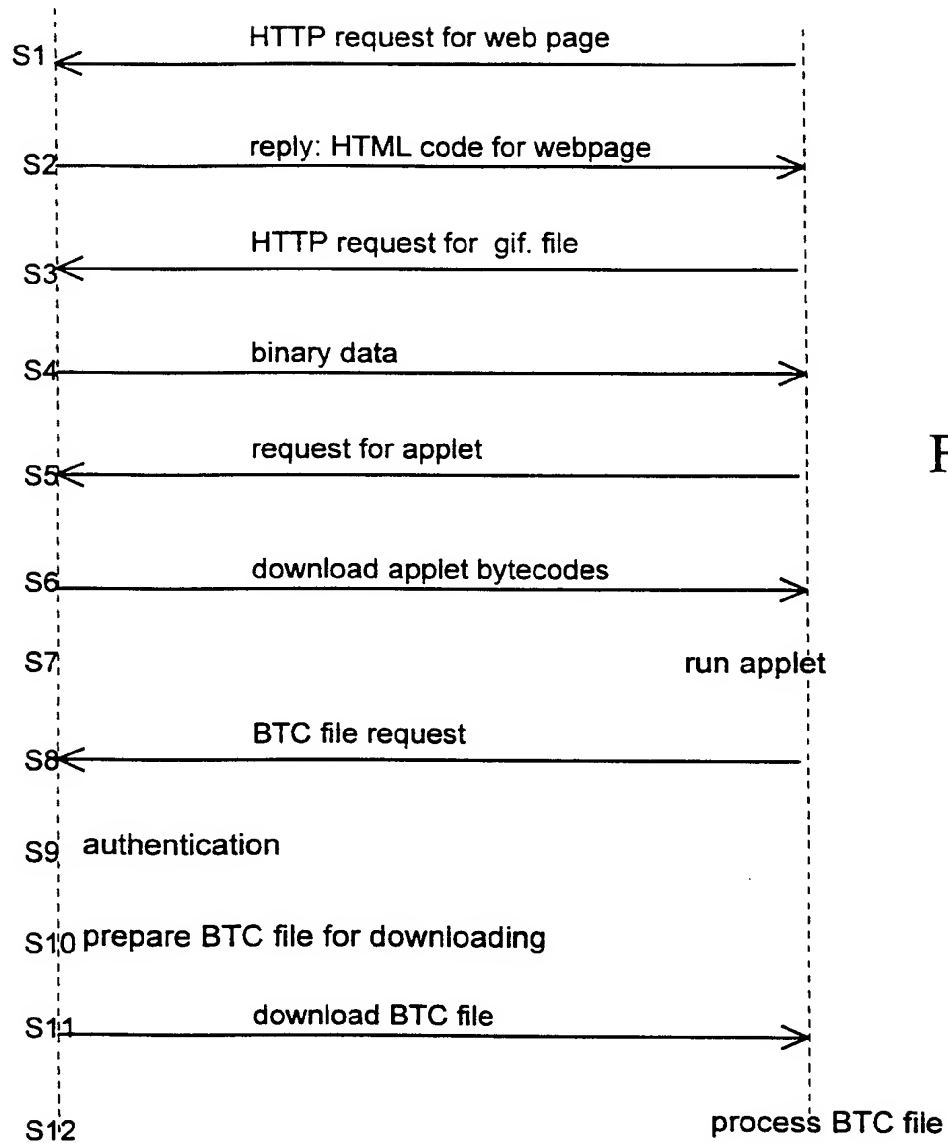 S1 HTTP request for web page
S2 reply: HTML code for webpage
S3 HTTP request for gif. file
S4 binary data
S5 request for applet
F
S6 download applet bytecodes
S7 run applet
S8 BTC file request
S9 authentication
S10 prepare BTC file for downloading
S11 download BTC file
S12 process BTC file